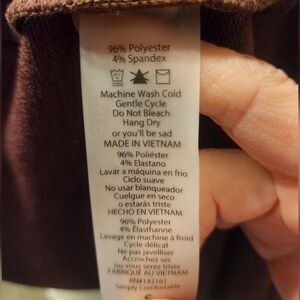 96% Polyester
4% Spandex
Machine Wash Cold
Gentle Cycle
Do Not Bleach
Hang Dry
or you'll be sad
MADE IN VIETNAM
96% Poliéster
4% Elastano
Lavar a máquina en frío
Ciclo suave
No usar blanqueador
Cuelgue en seco
o estarás triste
HECHO EN VIETNAM
96% Polyester
4% Élasthanne
Lavage en machine à froid
Cycle délicat
Ne pas javelliser
Accrochez sec
ou vous serez triste
FABRIQUÉ AU VIETNAM
RN#142161
Simply Comfortable